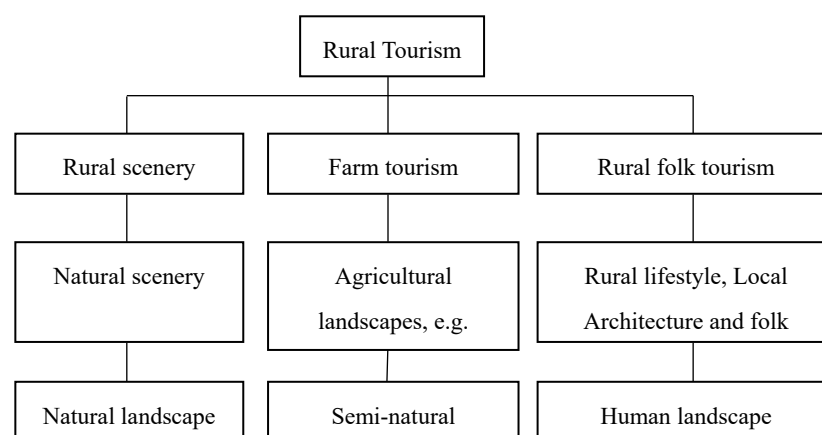 Rural Tourism
Rural scenery
Farm tourism
Rural folk tourism
Natural scenery
Agricultural
landscapes, e.g.
Rural lifestyle, Local
Architecture and folk
Natural landscape
Semi-natural
Human landscape